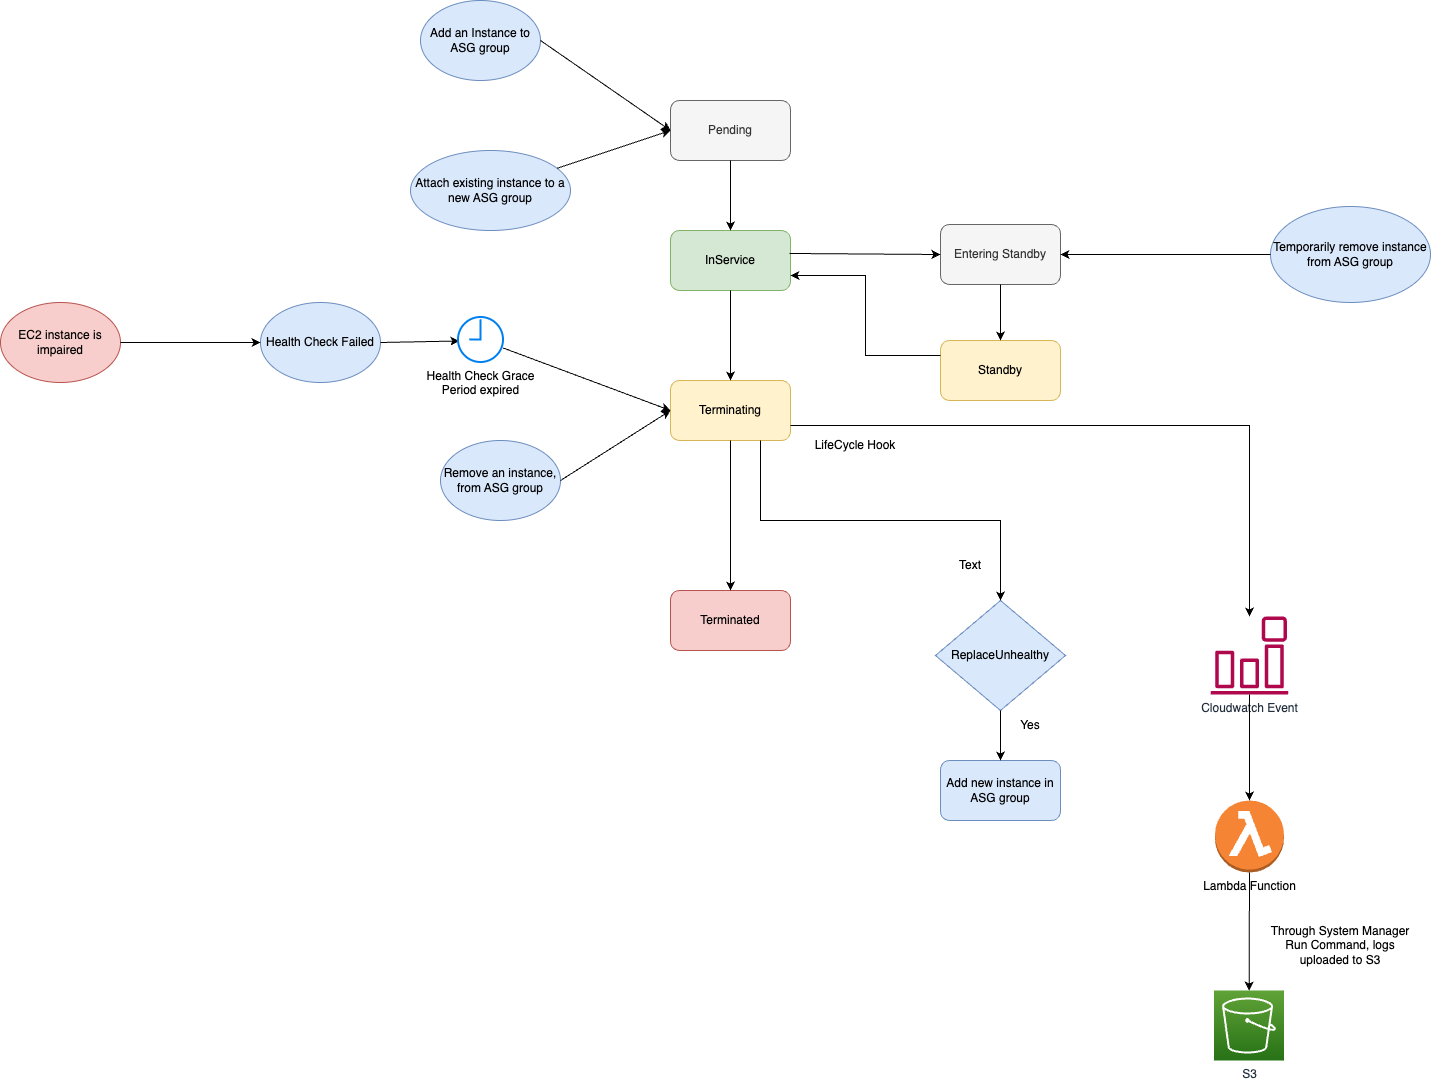 Add an Instance to
ASG group
Pending
Attach existing instance to a
new ASG group
InService
Entering Standby
Temporarily remove instance
from ASG group
EC2 instance is
impaired
Health Check Failed
Health Check Grace
Period expired
Standby
Terminating
LifeCycle Hook
Remove an instance,
from ASG group
Text
Terminated
ReplaceUnhealthy
Cloudwatch Event
Yes
Add new instance in
ASG group
Lambda Function
Through System Manager
Run Command, logs
uploaded to S3
S3